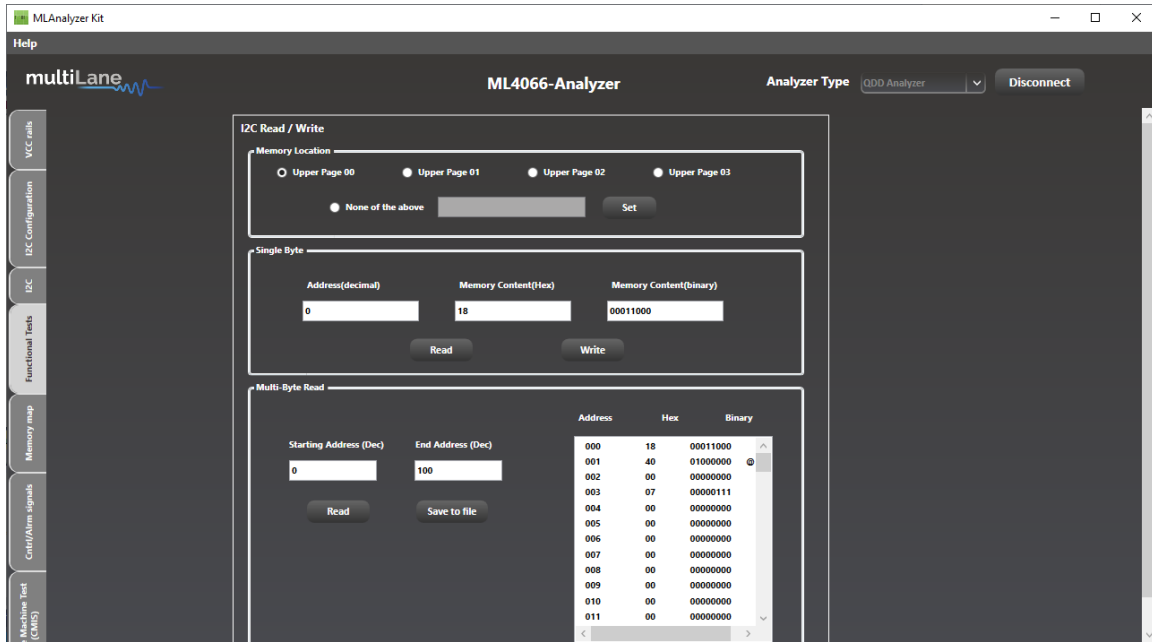 MLAnalyzer Kit
Help
multiLane
ML4066-Analyzer
Analyzer Type
QDD Analyzer
Disconnect
VCC rails
I2C Configuration
I2C
Functional Tests
Memory map
Cntrl/Alrm signals
e Machine Test
(CMIS)
I2C Read / Write
Memory Location
Upper Page 00 Upper Page 01 Upper Page 02 Upper Page 03
None of the above Set
Single Byte
Address(decimal) Memory Content(Hex) Memory Content(binary)
0 18 00011000
Read Write
Multi-Byte Read
Starting Address (Dec) End Address (Dec)
0 100
Read Save to file
Address Hex Binary
000 18 00011000
001 40 01000000 @
002 00 00000000
003 07 00000111
004 00 00000000
005 00 00000000
006 00 00000000
007 00 00000000
008 00 00000000
009 00 00000000
010 00 00000000
011 00 00000000